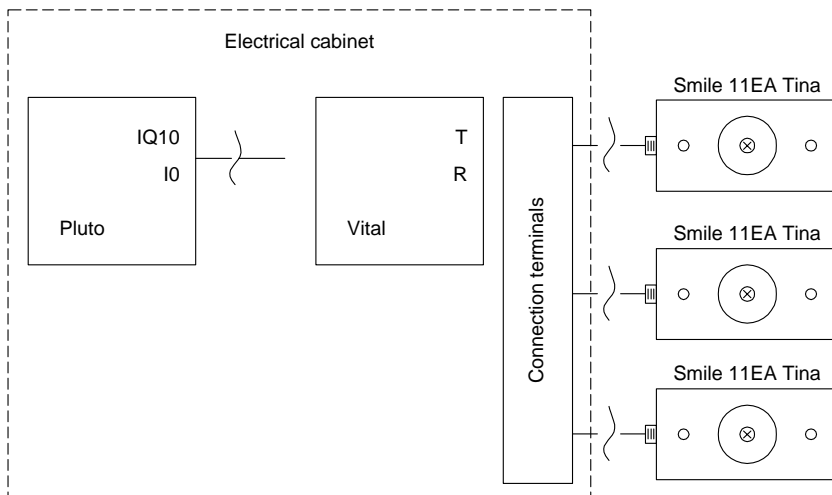 Electrical cabinet
Smile 11EA Tina
IQ10
I0
Pluto
T
R
Vital
Connection terminals
Smile 11EA Tina
Smile 11EA Tina